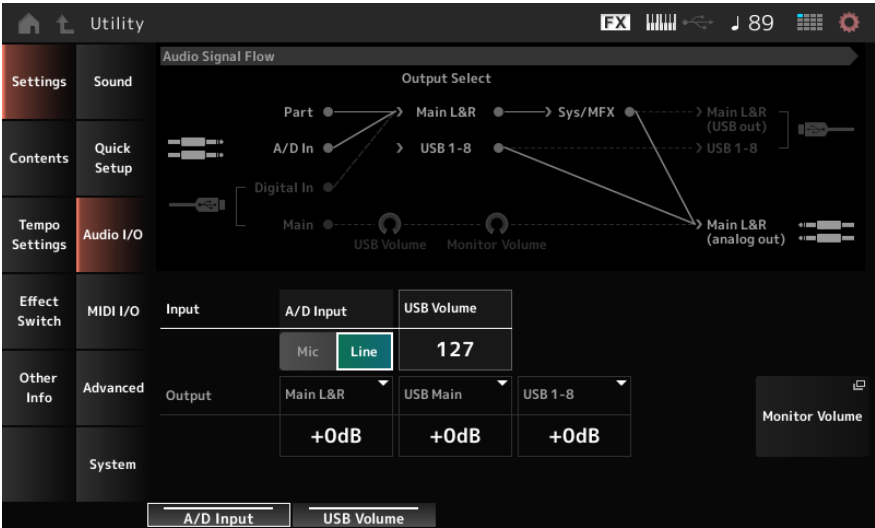 Utility
FX
89
Settings
Sound
Contents
Quick
Setup
Tempo
Settings
Audio I/O
Effect
Switch
MIDI I/O
Other
Info
Advanced
System
Audio Signal Flow
Output Select
Part
Main L&R
Sys/MFX
Main L&R
(USB out)
A/D In
USB 1-8
USB 1-8
Digital In
Main
USB Volume
Monitor Volume
Main L&R
(analog out)
Input
A/D Input
USB Volume
Mic
Line
127
Output
Main L&R
USB Main
USB 1-8
+0dB
+0dB
+0dB
Monitor Volume
A/D Input
USB Volume